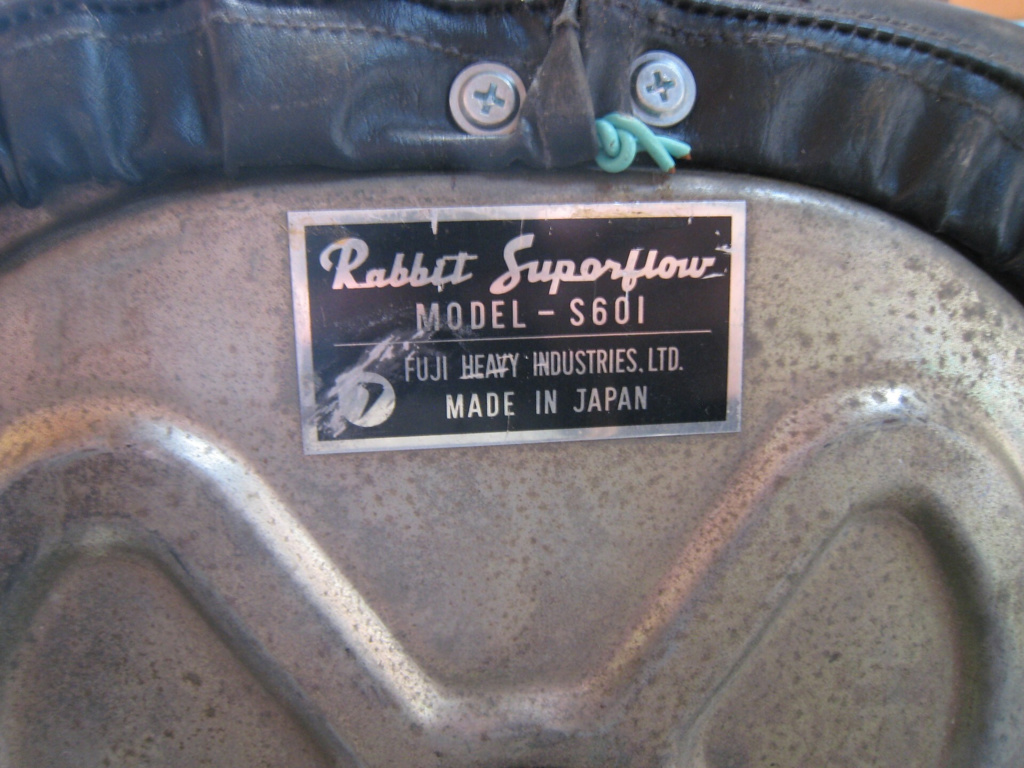 Rabbit Superflow
MODEL-S601
FUJI HEAVY INDUSTRIES, LTD.
MADE IN JAPAN